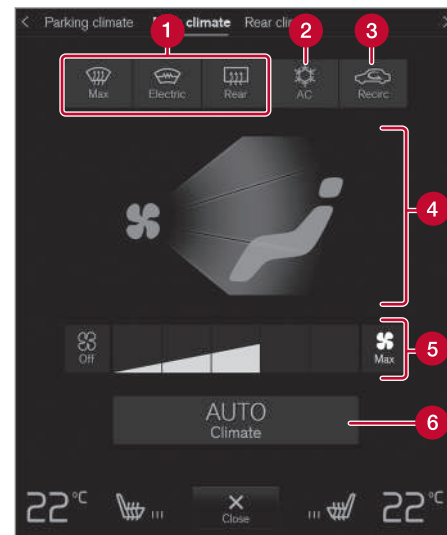 Parking climate climate Rear cli
1 2 3
Max Electric Rear AC Recirc
4
Off Max 5
AUTO
Climate 6
22°C Close 22°C